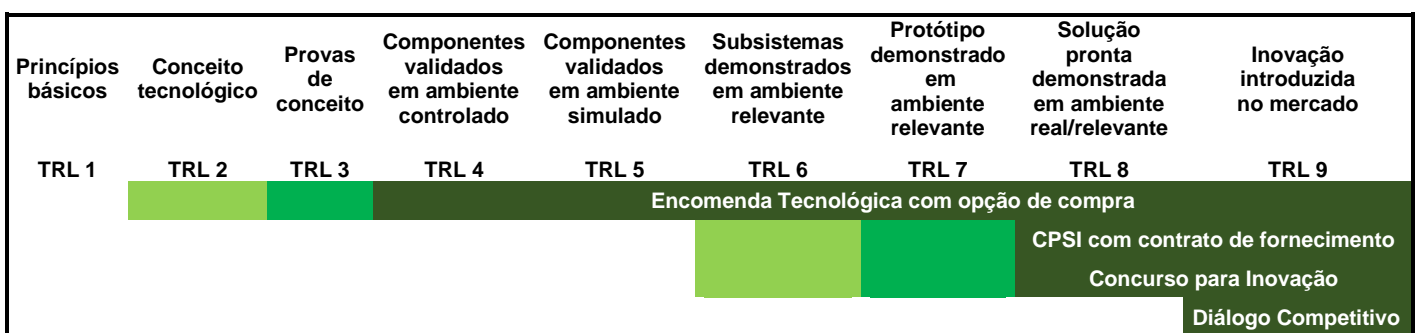 Princípios
básicos
Conceito
tecnológico
Provas
de
conceito
Componentes
validados
em ambiente
controlado
Componentes
validados
em ambiente
simulado
Subsistemas
demonstrados
em ambiente
relevante
Protótipo
demonstrado
em
ambiente
relevante
Solução
pronta
demonstrada
em ambiente
real/relevante
Inovação
introduzida
no mercado
TRL 1 TRL 2 TRL 3 TRL 4 TRL 5 TRL 6 TRL 7 TRL 8 TRL 9
Encomenda Tecnológica com opção de compra
CPSI com contrato de fornecimento
Concurso para Inovação
Diálogo Competitivo